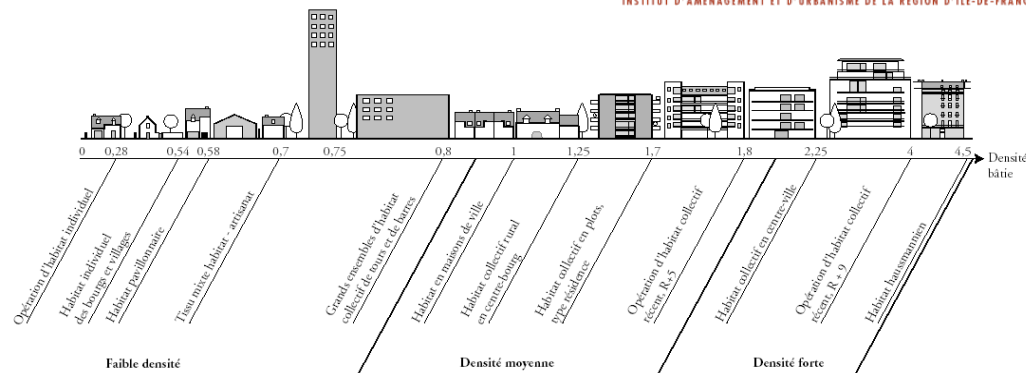 INSTITUT D'AMENAGEMENT ET D'URBANISME DE LA REGION D'ILE-DE-FRANC
0
0,28
0,54
0,58
0,7
0,75
0,8
1
1,25
1,7
1,8
2,25
4
4,5
Densité
bâtie
Opération d'habitat individuel
Habitat individuel
des bourgs et villages
Habitat pavillonnaire
Tissu mixte habitat - artisanat
Grands ensembles d'habitat
collectif de tours et de barres
Habitat en maisons de ville
Habitat collectif rural
en centre-bourg
Habitat collectif en plots,
type résidence
Opération d'habitat collectif
récent, R+5
Habitat collectif en centre-ville
Opération d'habitat collectif
récent, R + 9
Habitat haussmannien
Faible densité
Densité moyenne
Densité forte